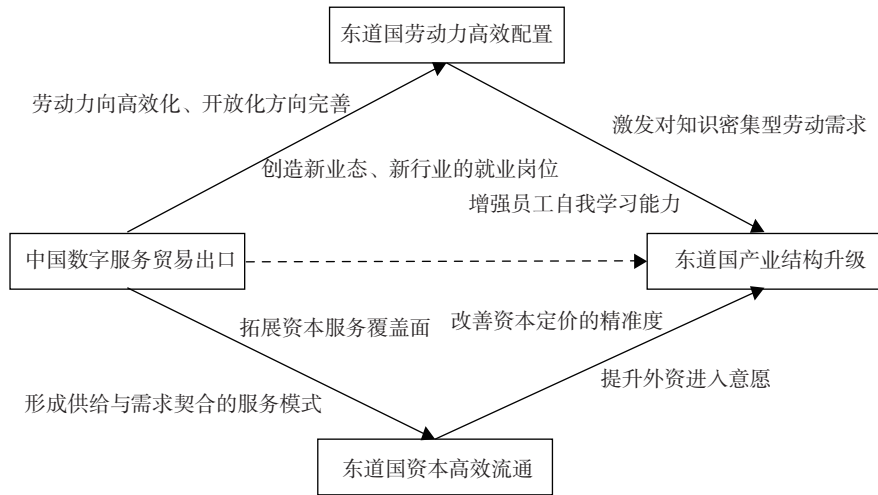 东道国劳动力高效配置
劳动力向高效化、开放化方向完善
激发对知识密集型劳动需求
创造新业态、新行业的就业岗位
增强员工自我学习能力
中国数字服务贸易出口
东道国产业结构升级
拓展资本服务覆盖面
改善资本定价的精准度
提升外资进入意愿
形成供给与需求契合的服务模式
东道国资本高效流通